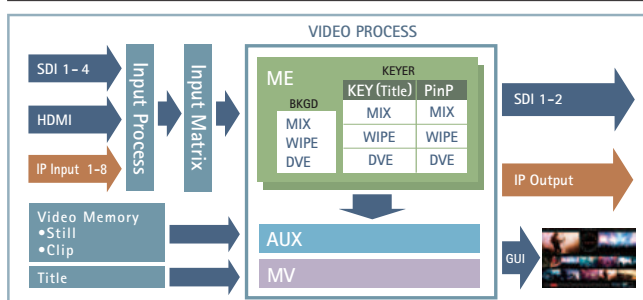 VIDEO PROCESS
SDI 1-4
HDMI
IP Input 1-8
Input Process
Input Matrix
ME
BKGD
MIX
WIPE
DVE
KEYER
KEY(Title) PinP
MIX MIX
WIPE WIPE
DVE DVE
SDI 1-2
IP Output
Video Memory
•Still
•Clip
Title
AUX
MV
GUI